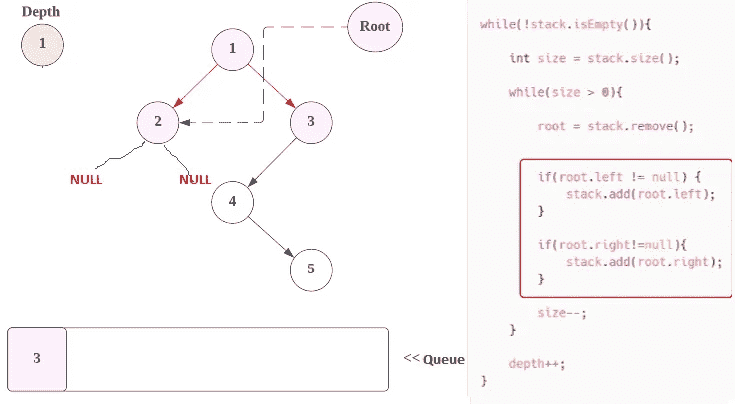 Depth
1
Root
1
2
3
NULL
NULL
4
5
3
<< Queue
while(!stack.isEmpty()){
int size = stack.size();
while(size > 0){
root = stack.remove();
if(root.left != null) {
stack.add(root.left);
}
if(root.right!=null){
stack.add(root.right);
}
size--;
}
depth++;
}